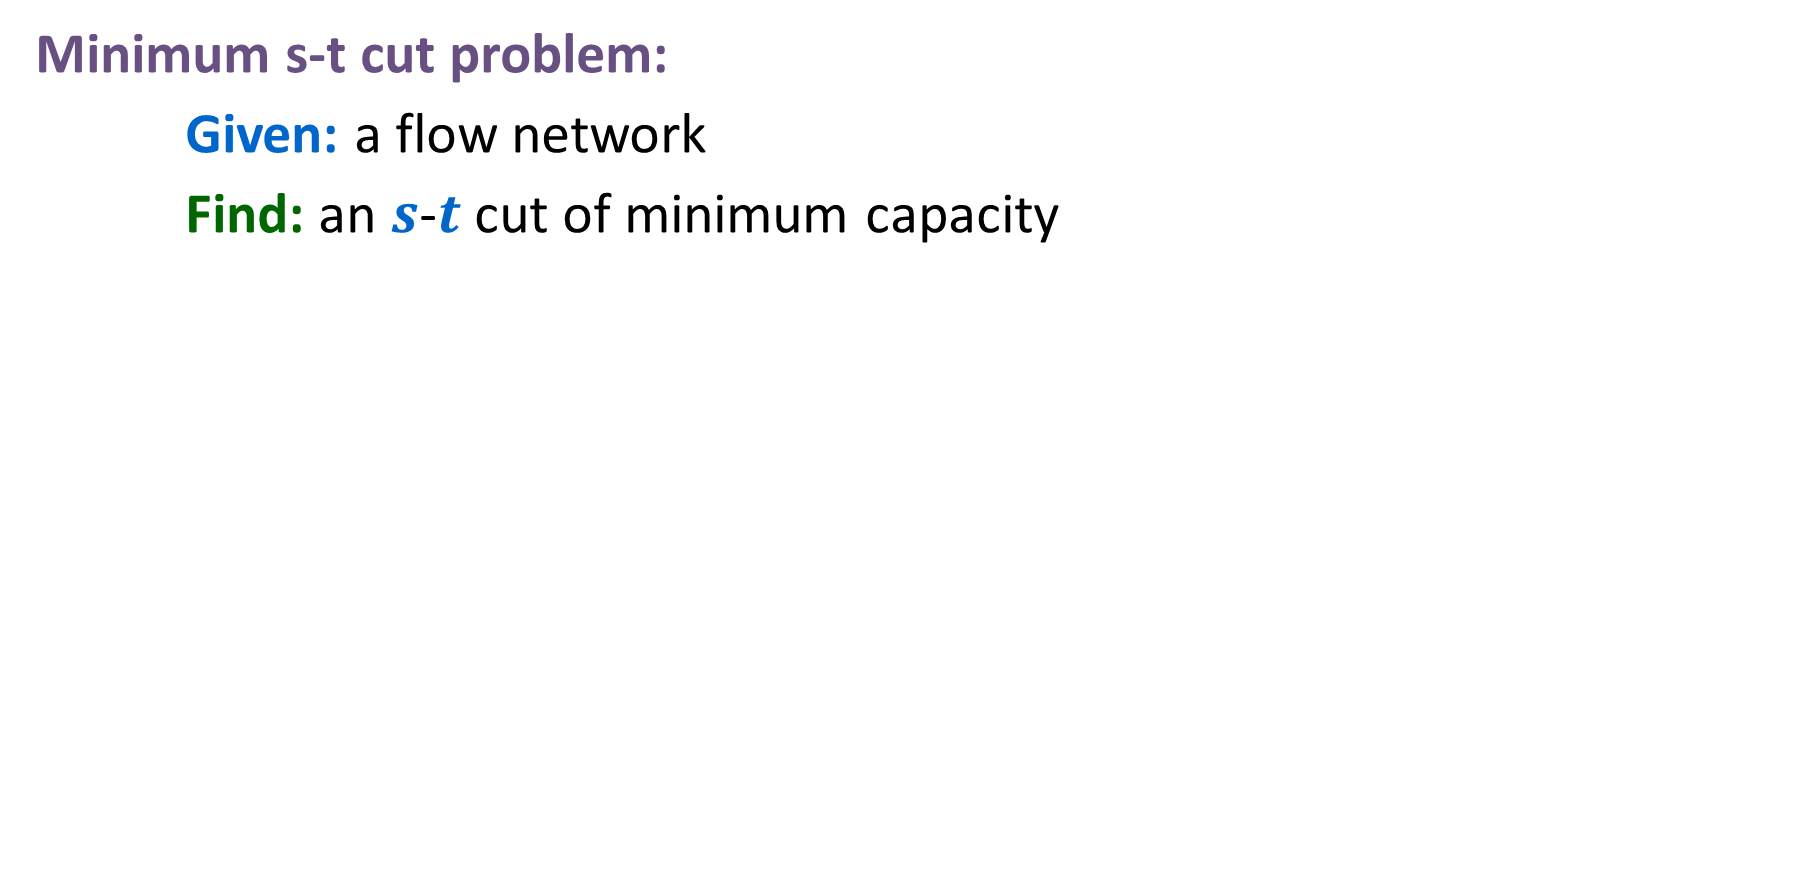 Minimum s-t cut problem:
Given: a flow network
Find: an s-t cut of minimum capacity